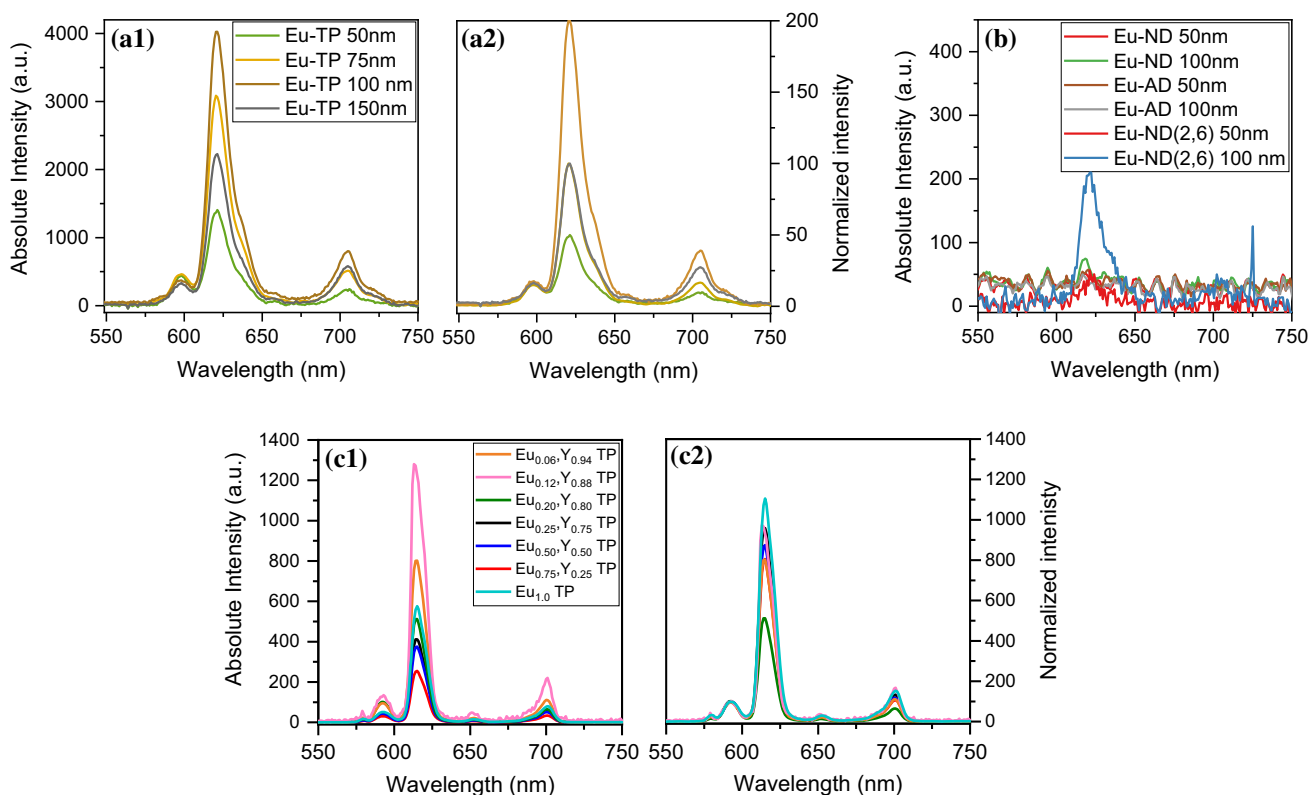 (a1)
Eu-TP 50nm
Eu-TP 75nm
Eu-TP 100 nm
Eu-TP 150nm
Absolute Intensity (a.u.)
4000
3000
2000
1000
0
550 600 650 700 750
Wavelength (nm)
(a2)
200
150
100
50
0
Normalized intensity
550 600 650 700 750
Wavelength (nm)
(b)
Eu-ND 50nm
Eu-ND 100nm
Eu-AD 50nm
Eu-AD 100nm
Eu-ND(2,6) 50nm
Eu-ND(2,6) 100 nm
Absolute Intensity (a.u.)
400
300
200
100
0
550 600 650 700 750
Wavelength (nm)
(c1)
Eu0.06,Y0.94 TP
Eu0.12,Y0.88 TP
Eu0.20,Y0.80 TP
Eu0.25,Y0.75 TP
Eu0.50,Y0.50 TP
Eu0.75,Y0.25 TP
Eu1.0 TP
Absolute Intensity (a.u.)
1400
1200
1000
800
600
400
200
0
550 600 650 700 750
Wavelength (nm)
(c2)
1400
1200
1000
800
600
400
200
0
Normalized intenisty
550 600 650 700 750
Wavelength (nm)